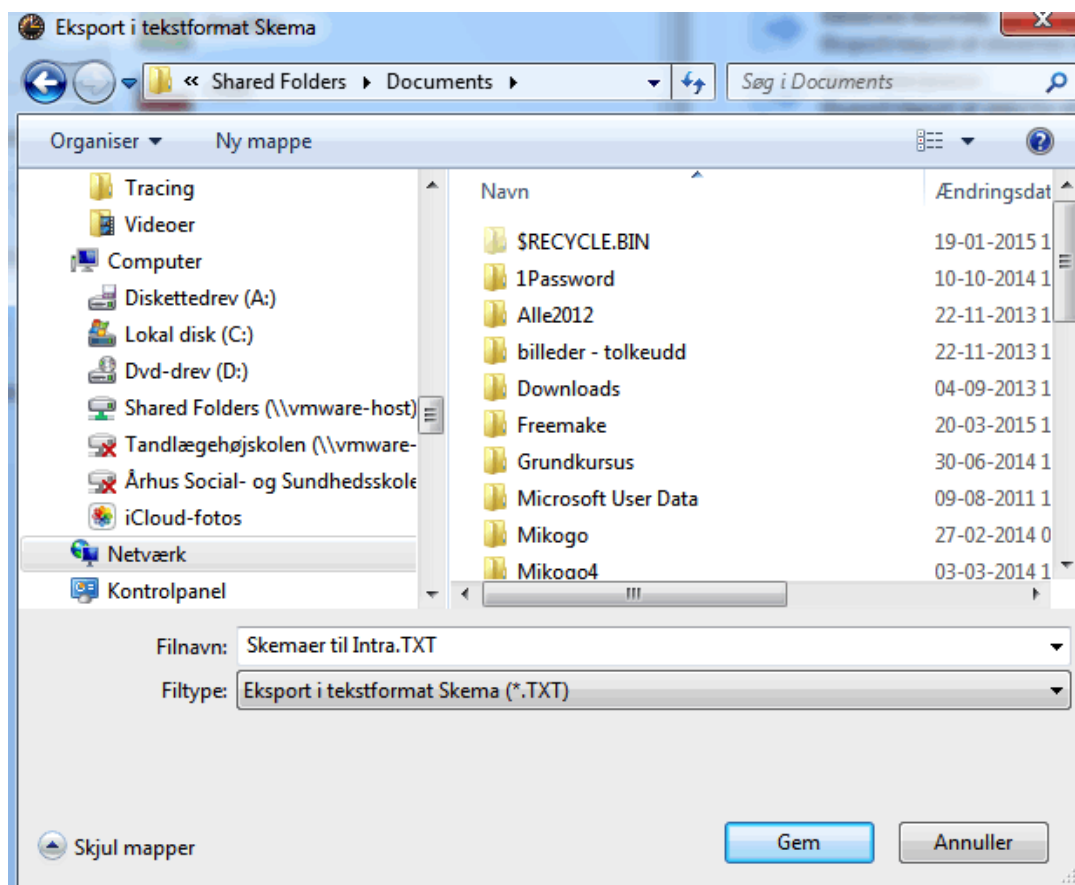 Eksport i tekstformat Skema
« Shared Folders Documents
Søg i Documents
Organiser
Ny mappe
Tracing
Videoer
Computer
Diskettedrev (A:)
Lokal disk (C:)
Dvd-drev (D:)
Shared Folders (\\vmware-host)
Tandlægehøjskolen (\\vmware-
Århus Social- og Sundhedsskole
iCloud-fotos
Netværk
Kontrolpanel
Navn Ændringsdat
$RECYCLE.BIN 19-01-2015 1
1Password 10-10-2014 1
Alle2012 22-11-2013 1
billeder - tolkeudd 22-11-2013 1
Downloads 04-09-2013 1
Freemake 20-03-2015 1
Grundkursus 30-06-2014 1
Microsoft User Data 09-08-2011 1
Mikogo 27-02-2014 0
Mikogo4 03-03-2014 1
Filnavn: Skemaer til Intra.TXT
Filtype: Eksport i tekstformat Skema (*.TXT)
Skjul mapper
Gem
Annuller